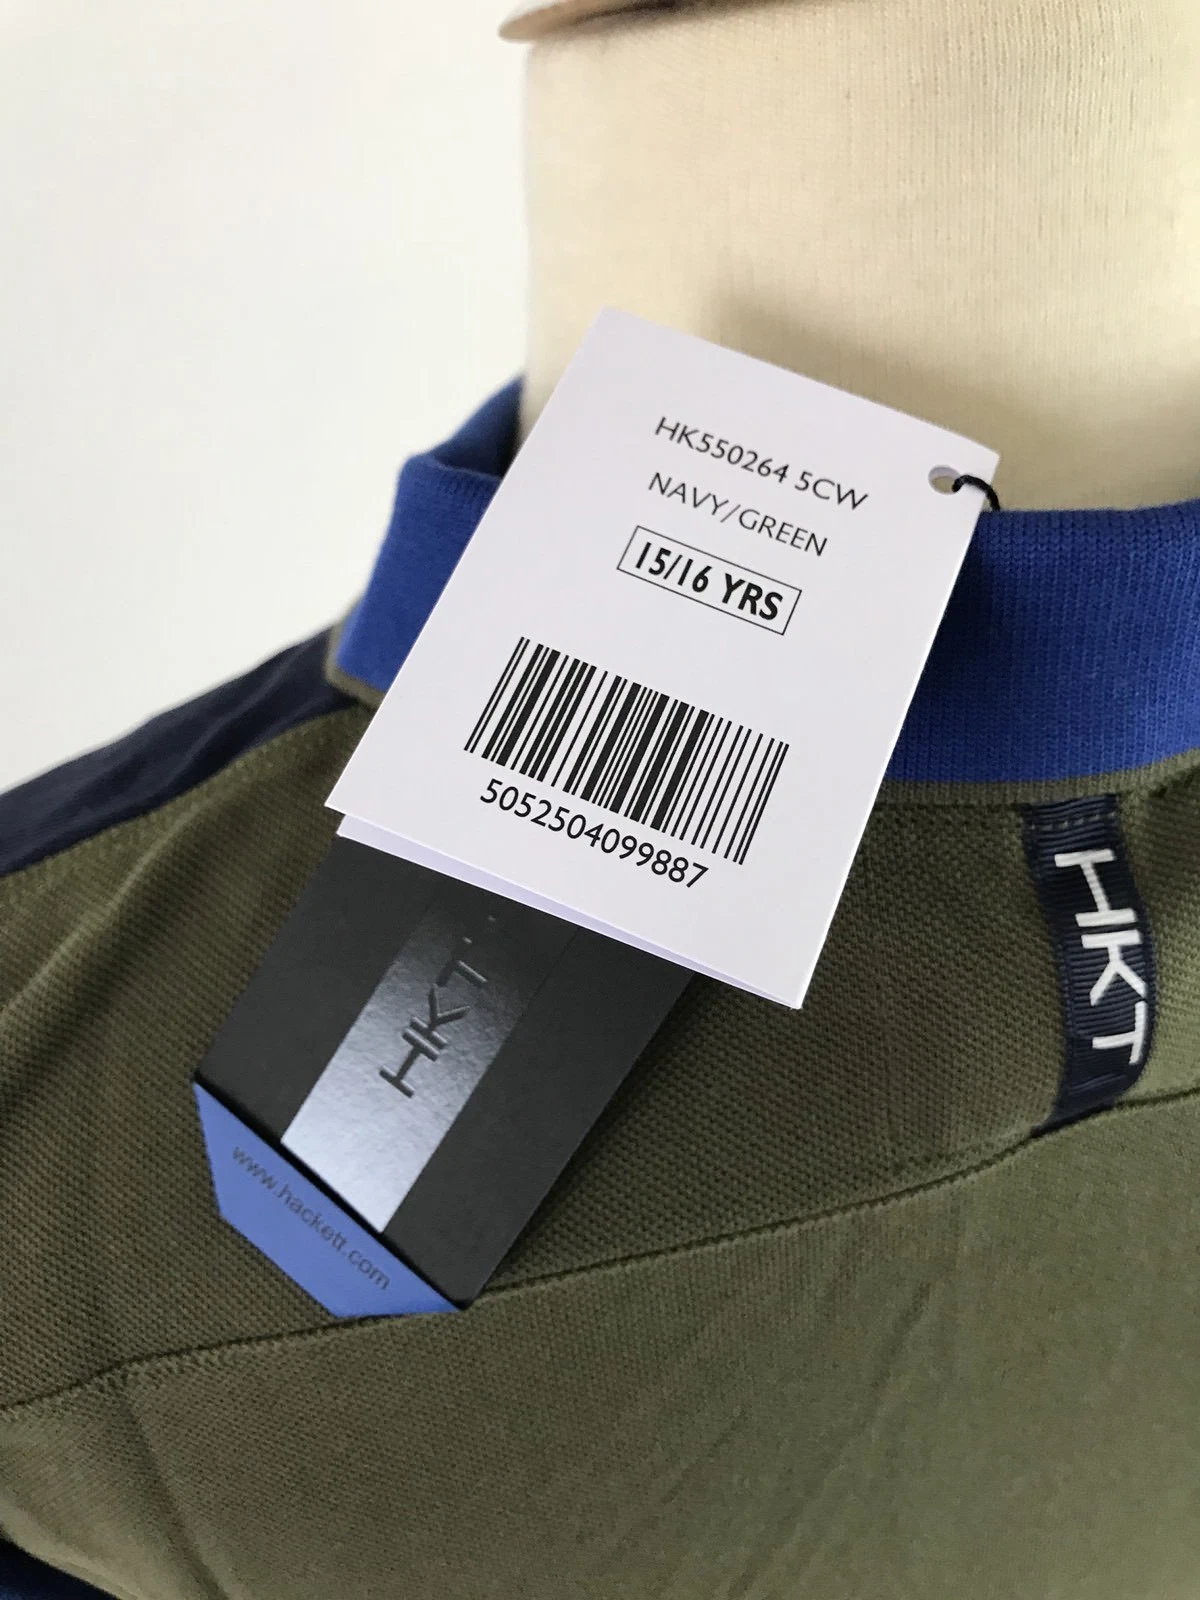 HK550264 5CW
NAVY/GREEN
15/16 YRS
5052504099887
HKT
www.hackett.com
HKT